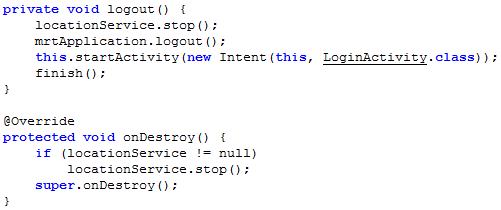 private void logout() {
    locationService.stop();
    mrtApplication.logout();
    this.startActivity(new Intent(this, LoginActivity.class));
    finish();
}

@Override
protected void onDestroy() {
    if (locationService != null)
        locationService.stop();
    super.onDestroy();
}